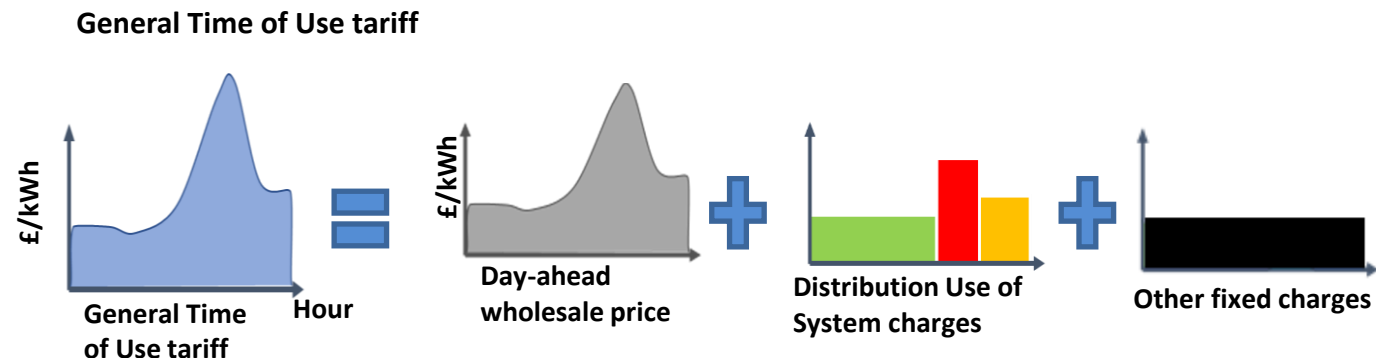 General Time of Use tariff
£/kWh
Hour
General Time
of Use tariff
£/kWh
Day-ahead
wholesale price
Distribution Use of
System charges
Other fixed charges